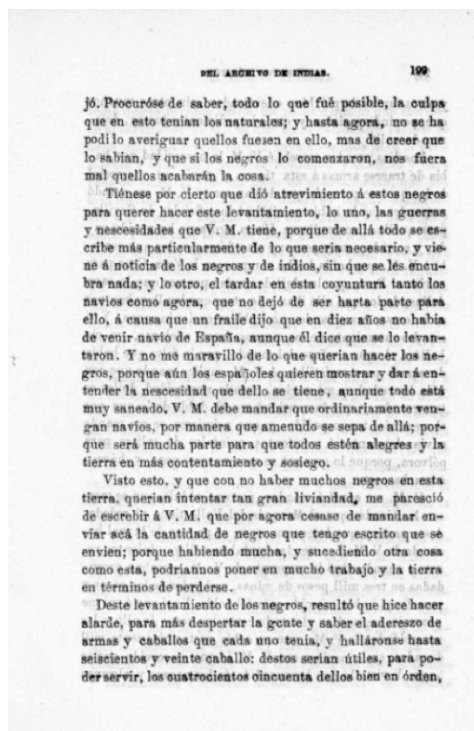 DEL ARCHIVO DE INDIAS. 199
jó. Procuróse de saber, todo lo que fué posible, la culpa
que en esto tenian los naturales; y hasta agora, no se ha
podilo averiguar quellos fuesen en ello, mas de creer que
lo sabian, y que si los negros lo comenzaron, nos fuera
mal quellos acabarán la cosa.
Tiénese por cierto que dió atrevimiento á estos negros
para querer hacer este levantamiento, lo uno, las guerras
y nescesidades que V. M. tiene, porque de allá todo se es-
cribe más particularmente de lo que seria necesario, y vie-
ne á noticia de los negros y de indios, sin que se les encu-
bra nada; y lo otro, el tardar en esta coyuntura tanto los
navios como agora, que no dejó de ser harta parte para
ello, á causa que un fraile dijo que en diez años no habia
de venir navio de España, aunque él dice que se lo levan-
taron. Y no me maravilló de lo que querian hacer los ne-
gros, porque aún los españoles quieren mostrar y dar á en-
tender la nescesidad que dello se tiene, aunque todo está
muy saneado, V. M. debe mandar que ordinariamente ven-
gan navíos, por manera que amenudo se sepa de allá; por-
que será mucha parte para que todos estén alegres y la
tierra en más contentamiento y sosiego.
Visto esto, y que con no haber muchos negros en esta
tierra, querian intentar tan gran liviandad, me paresció
de escrebir á V. M. que por agora cesase de mandar en-
viar acá la cantidad de negros que tengo escrito que se
envien; porque habiendo mucha, y sucediendo otra cosa
como esta, podriannos poner en mucho trabajo y la tierra
en términos de perderse.
Deste levantamiento de los negros, resultó que hice hacer
alarde, para más despertar la gente y saber el aderezo de
armas y caballos que cada uno tenia, y halláronse hasta
seiscientos y veinte caballo: destos serian útiles, para po-
der servir, los cuatrocientos cincuenta dellos bien en órden,